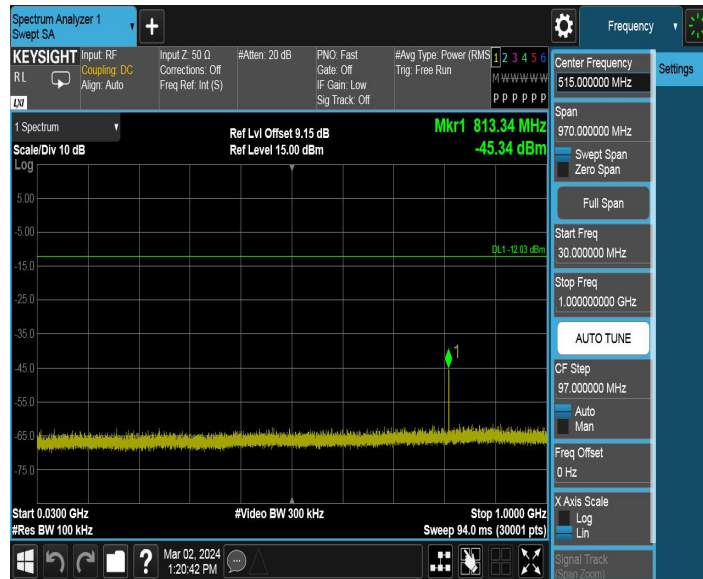 Spectrum Analyzer 1
Swept SA
+
Frequency
KEYSIGHT
RL
LXI
Input: RF
Coupling: DC
Align: Auto
Input Z: 50 Ω
Corrections: Off
Freq Ref: Int (S)
#Atten: 20 dB
PNO: Fast
Gate: Off
IF Gain: Low
Sig Track: Off
#Avg Type: Power (RMS
Trig: Free Run
1 2 3 4 5 6
M W W W W W
P P P P P P
1 Spectrum
Scale/Div 10 dB
Ref Lvl Offset 9.15 dB
Ref Level 15.00 dBm
Mkr1 813.34 MHz
-45.34 dBm
Log
5.00
-5.00
DL1 -12.03 dBm
-15.0
-25.0
-35.0
1
-45.0
-55.0
-65.0
-75.0
Start 0.0300 GHz
#Res BW 100 kHz
#Video BW 300 kHz
Stop 1.0000 GHz
Sweep 94.0 ms (30001 pts)
?
Mar 02, 2024
1:20:42 PM
Center Frequency
515.000000 MHz
Settings
Span
970.000000 MHz
Swept Span
Zero Span
Full Span
Start Freq
30.000000 MHz
Stop Freq
1.000000000 GHz
AUTO TUNE
CF Step
97.000000 MHz
Auto
Man
Freq Offset
0 Hz
X Axis Scale
Log
Lin
Signal Track
(Span Zoom)